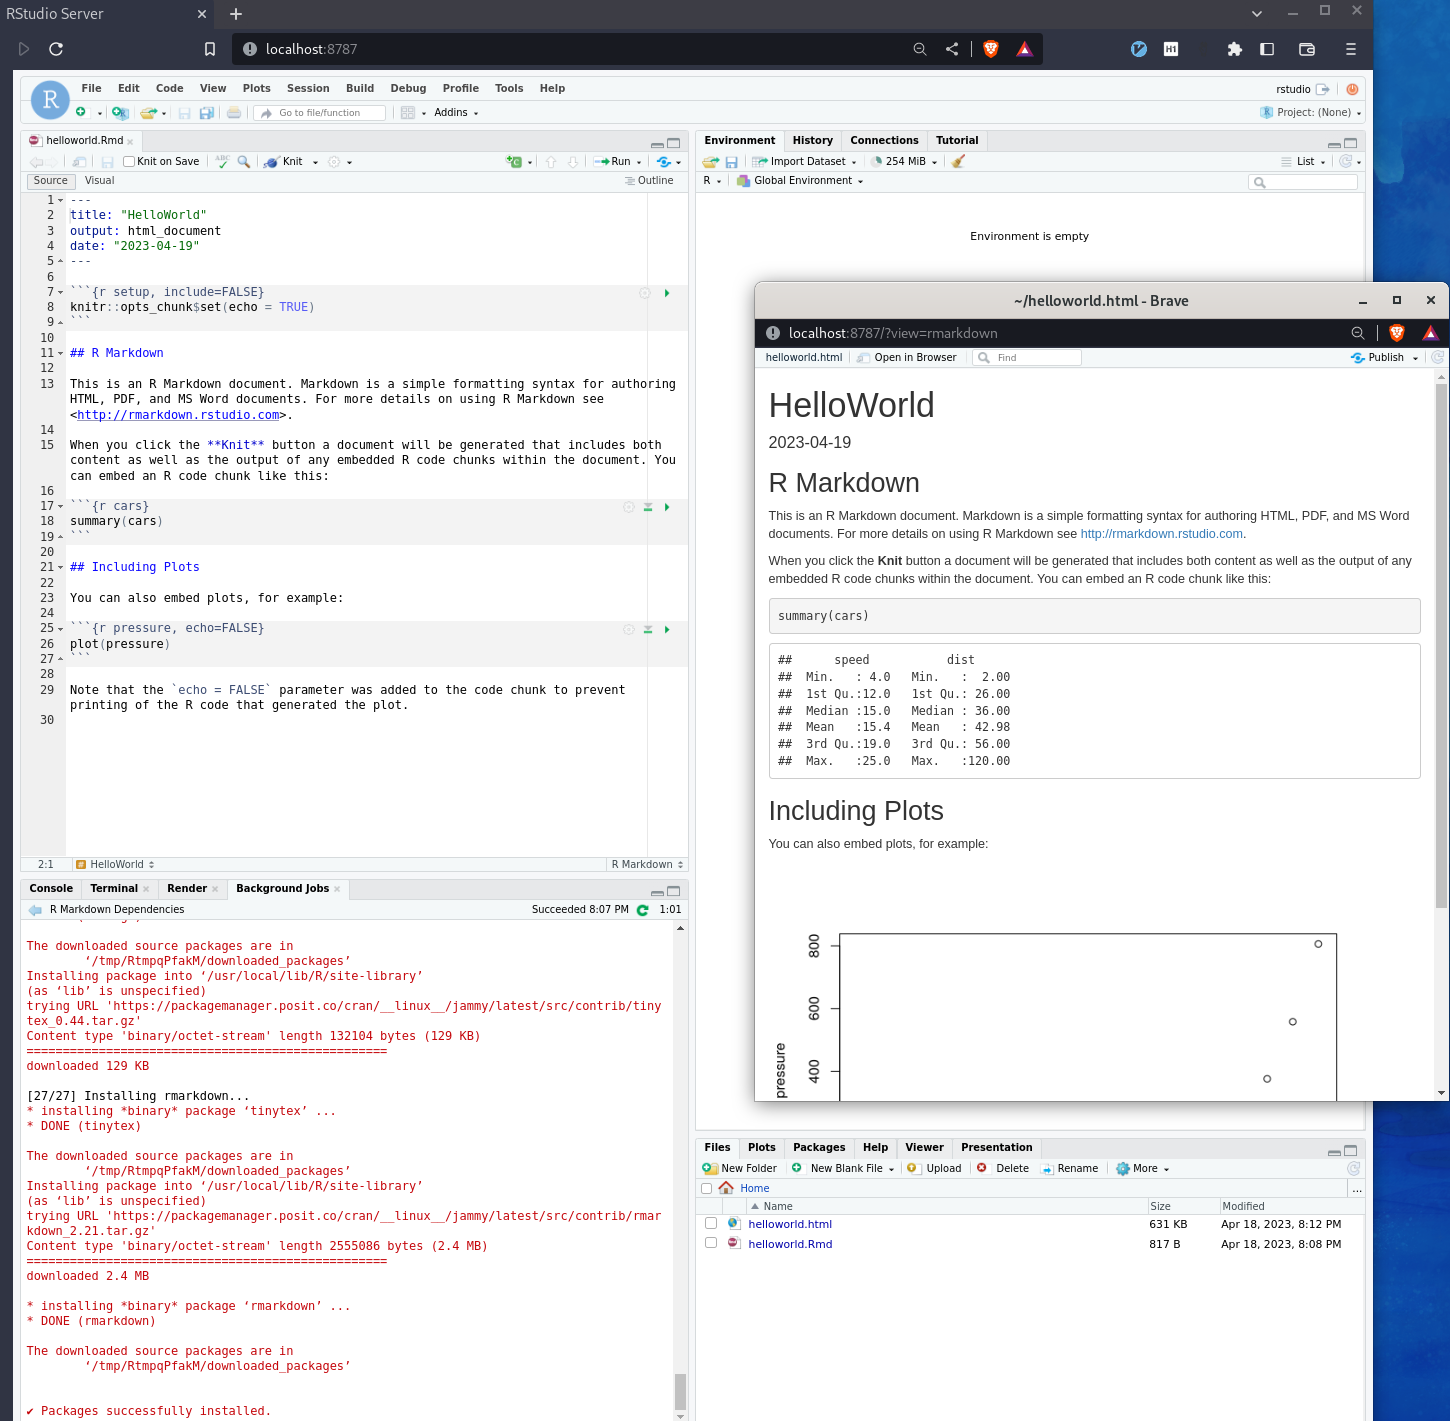 RStudio Server
localhost:8787
H1
R
File Edit Code View Plots Session Build Debug Profile Tools Help
rstudio
Go to file/function
Addins
Project: (None)
helloworld.Rmd
Knit on Save
ABC
Knit
Run
Source Visual
Outline
1 ---
2 title: "HelloWorld"
3 output: html_document
4 date: "2023-04-19"
5 ---
6
7 ```{r setup, include=FALSE}
8 knitr::opts_chunk$set(echo = TRUE)
9 ```
10
11 ## R Markdown
12
13 This is an R Markdown document. Markdown is a simple formatting syntax for authoring
HTML, PDF, and MS Word documents. For more details on using R Markdown see
<http://rmarkdown.rstudio.com>.
14
15 When you click the **Knit** button a document will be generated that includes both
content as well as the output of any embedded R code chunks within the document. You
can embed an R code chunk like this:
16
17 ```{r cars}
18 summary(cars)
19 ```
20
21 ## Including Plots
22
23 You can also embed plots, for example:
24
25 ```{r pressure, echo=FALSE}
26 plot(pressure)
27 ```
28
29 Note that the `echo = FALSE` parameter was added to the code chunk to prevent
printing of the R code that generated the plot.
30
2:1 HelloWorld R Markdown
Console Terminal Render Background Jobs
R Markdown Dependencies Succeeded 8:07 PM 1:01
The downloaded source packages are in
‘/tmp/RtmpqPfakM/downloaded_packages’
Installing package into ‘/usr/local/lib/R/site-library’
(as ‘lib’ is unspecified)
trying URL 'https://packagemanager.posit.co/cran/__linux__/jammy/latest/src/contrib/tiny
tex_0.44.tar.gz'
Content type 'binary/octet-stream' length 132104 bytes (129 KB)
==================================================
downloaded 129 KB
[27/27] Installing rmarkdown...
* installing *binary* package ‘tinytex’ ...
* DONE (tinytex)
The downloaded source packages are in
‘/tmp/RtmpqPfakM/downloaded_packages’
Installing package into ‘/usr/local/lib/R/site-library’
(as ‘lib’ is unspecified)
trying URL 'https://packagemanager.posit.co/cran/__linux__/jammy/latest/src/contrib/rmar
kdown_2.21.tar.gz'
Content type 'binary/octet-stream' length 2555086 bytes (2.4 MB)
==================================================
downloaded 2.4 MB
* installing *binary* package ‘rmarkdown’ ...
* DONE (rmarkdown)
The downloaded source packages are in
‘/tmp/RtmpqPfakM/downloaded_packages’
✔ Packages successfully installed.
Environment History Connections Tutorial
Import Dataset 254 MiB List
R Global Environment
Environment is empty
~/helloworld.html - Brave
localhost:8787/?view=rmarkdown
helloworld.html Open in Browser Find Publish
HelloWorld
2023-04-19
R Markdown
This is an R Markdown document. Markdown is a simple formatting syntax for authoring HTML, PDF, and MS Word
documents. For more details on using R Markdown see http://rmarkdown.rstudio.com.
When you click the Knit button a document will be generated that includes both content as well as the output of any
embedded R code chunks within the document. You can embed an R code chunk like this:
summary(cars)
##      speed           dist
##  Min.   : 4.0   Min.   :  2.00
##  1st Qu.:12.0   1st Qu.: 26.00
##  Median :15.0   Median : 36.00
##  Mean   :15.4   Mean   : 42.98
##  3rd Qu.:19.0   3rd Qu.: 56.00
##  Max.   :25.0   Max.   :120.00
Including Plots
You can also embed plots, for example:
800
600
400
pressure
Files Plots Packages Help Viewer Presentation
New Folder New Blank File Upload Delete Rename More
Home ...
Name Size Modified
helloworld.html 631 KB Apr 18, 2023, 8:12 PM
helloworld.Rmd 817 B Apr 18, 2023, 8:08 PM